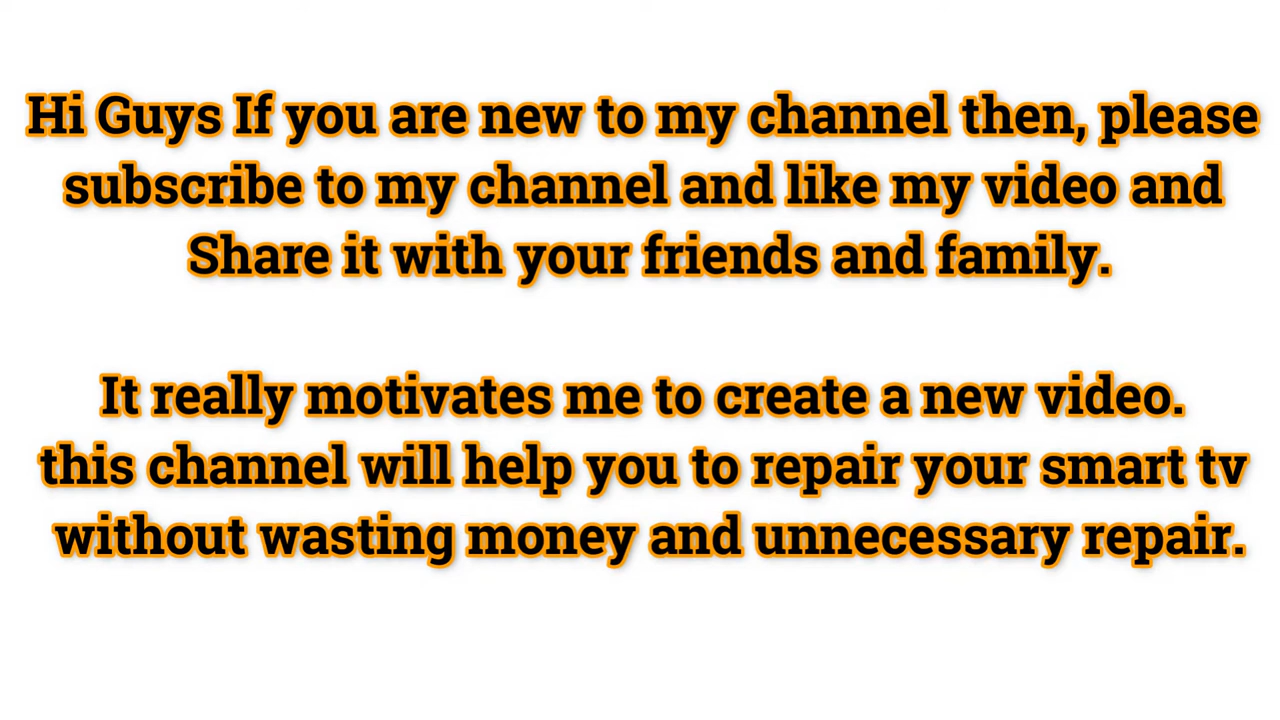 Hi Guys If you are new to my channel then, please
subscribe to my channel and like my video and
Share it with your friends and family.
It really motivates me to create a new video.
this channel will help you to repair your smart tv
without wasting money and unnecessary repair.